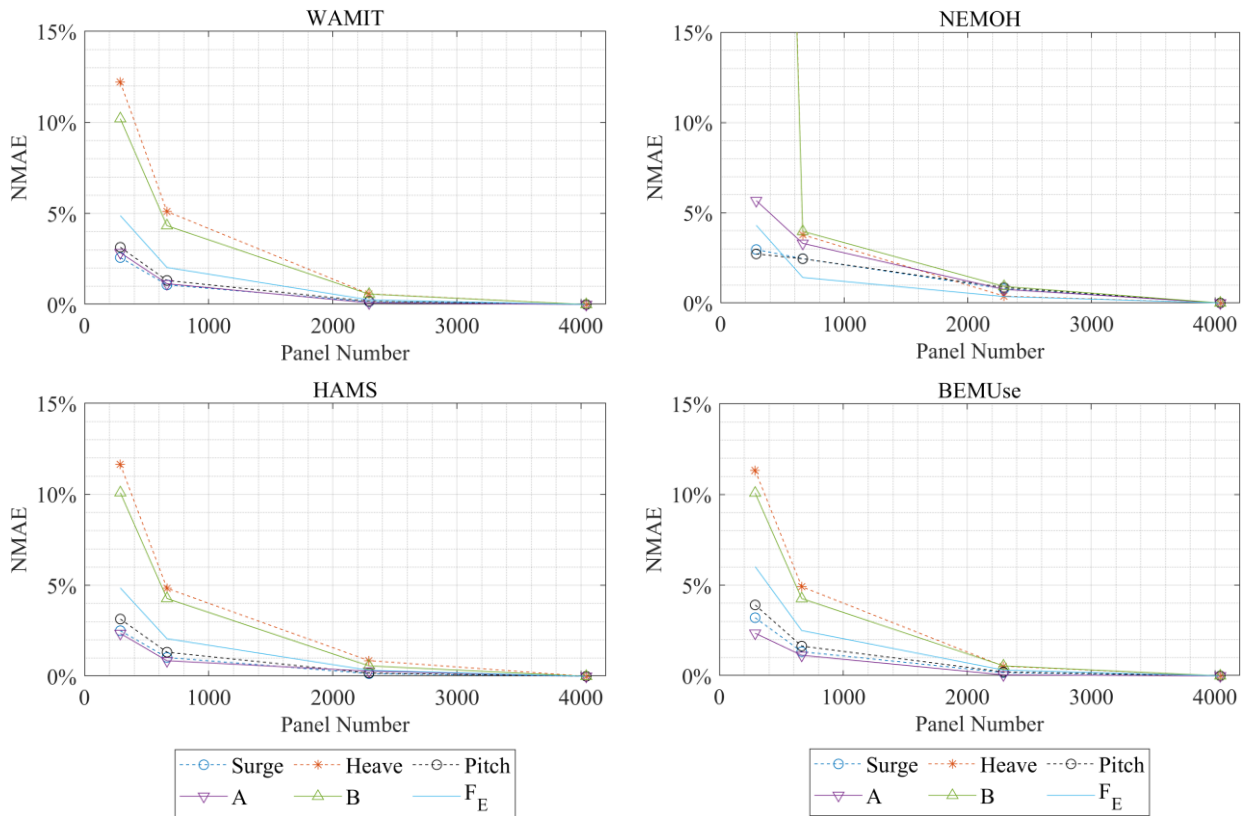 WAMIT
15%
10%
5%
0%
NMAE
0 1000 2000 3000 4000
Panel Number
NEMOH
15%
10%
5%
0%
NMAE
0 1000 2000 3000 4000
Panel Number
HAMS
15%
10%
5%
0%
NMAE
0 1000 2000 3000 4000
Panel Number
BEMUse
15%
10%
5%
0%
NMAE
0 1000 2000 3000 4000
Panel Number
Surge Heave Pitch
A B F_E
Surge Heave Pitch
A B F_E